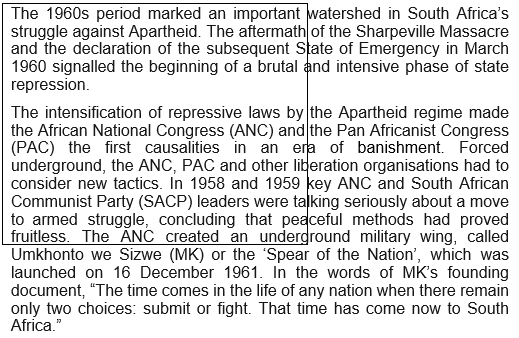 The 1960s period marked an important watershed in South Africa's
struggle against Apartheid. The aftermath of the Sharpeville Massacre
and the declaration of the subsequent State of Emergency in March
1960 signalled the beginning of a brutal and intensive phase of state
repression.
The intensification of repressive laws by the Apartheid regime made
the African National Congress (ANC) and the Pan Africanist Congress
(PAC) the first causalities in an era of banishment. Forced
underground, the ANC, PAC and other liberation organisations had to
consider new tactics. In 1958 and 1959 key ANC and South African
Communist Party (SACP) leaders were talking seriously about a move
to armed struggle, concluding that peaceful methods had proved
fruitless. The ANC created an underground military wing, called
Umkhonto we Sizwe (MK) or the 'Spear of the Nation', which was
launched on 16 December 1961. In the words of MK's founding
document, “The time comes in the life of any nation when there remain
only two choices: submit or fight. That time has come now to South
Africa.”